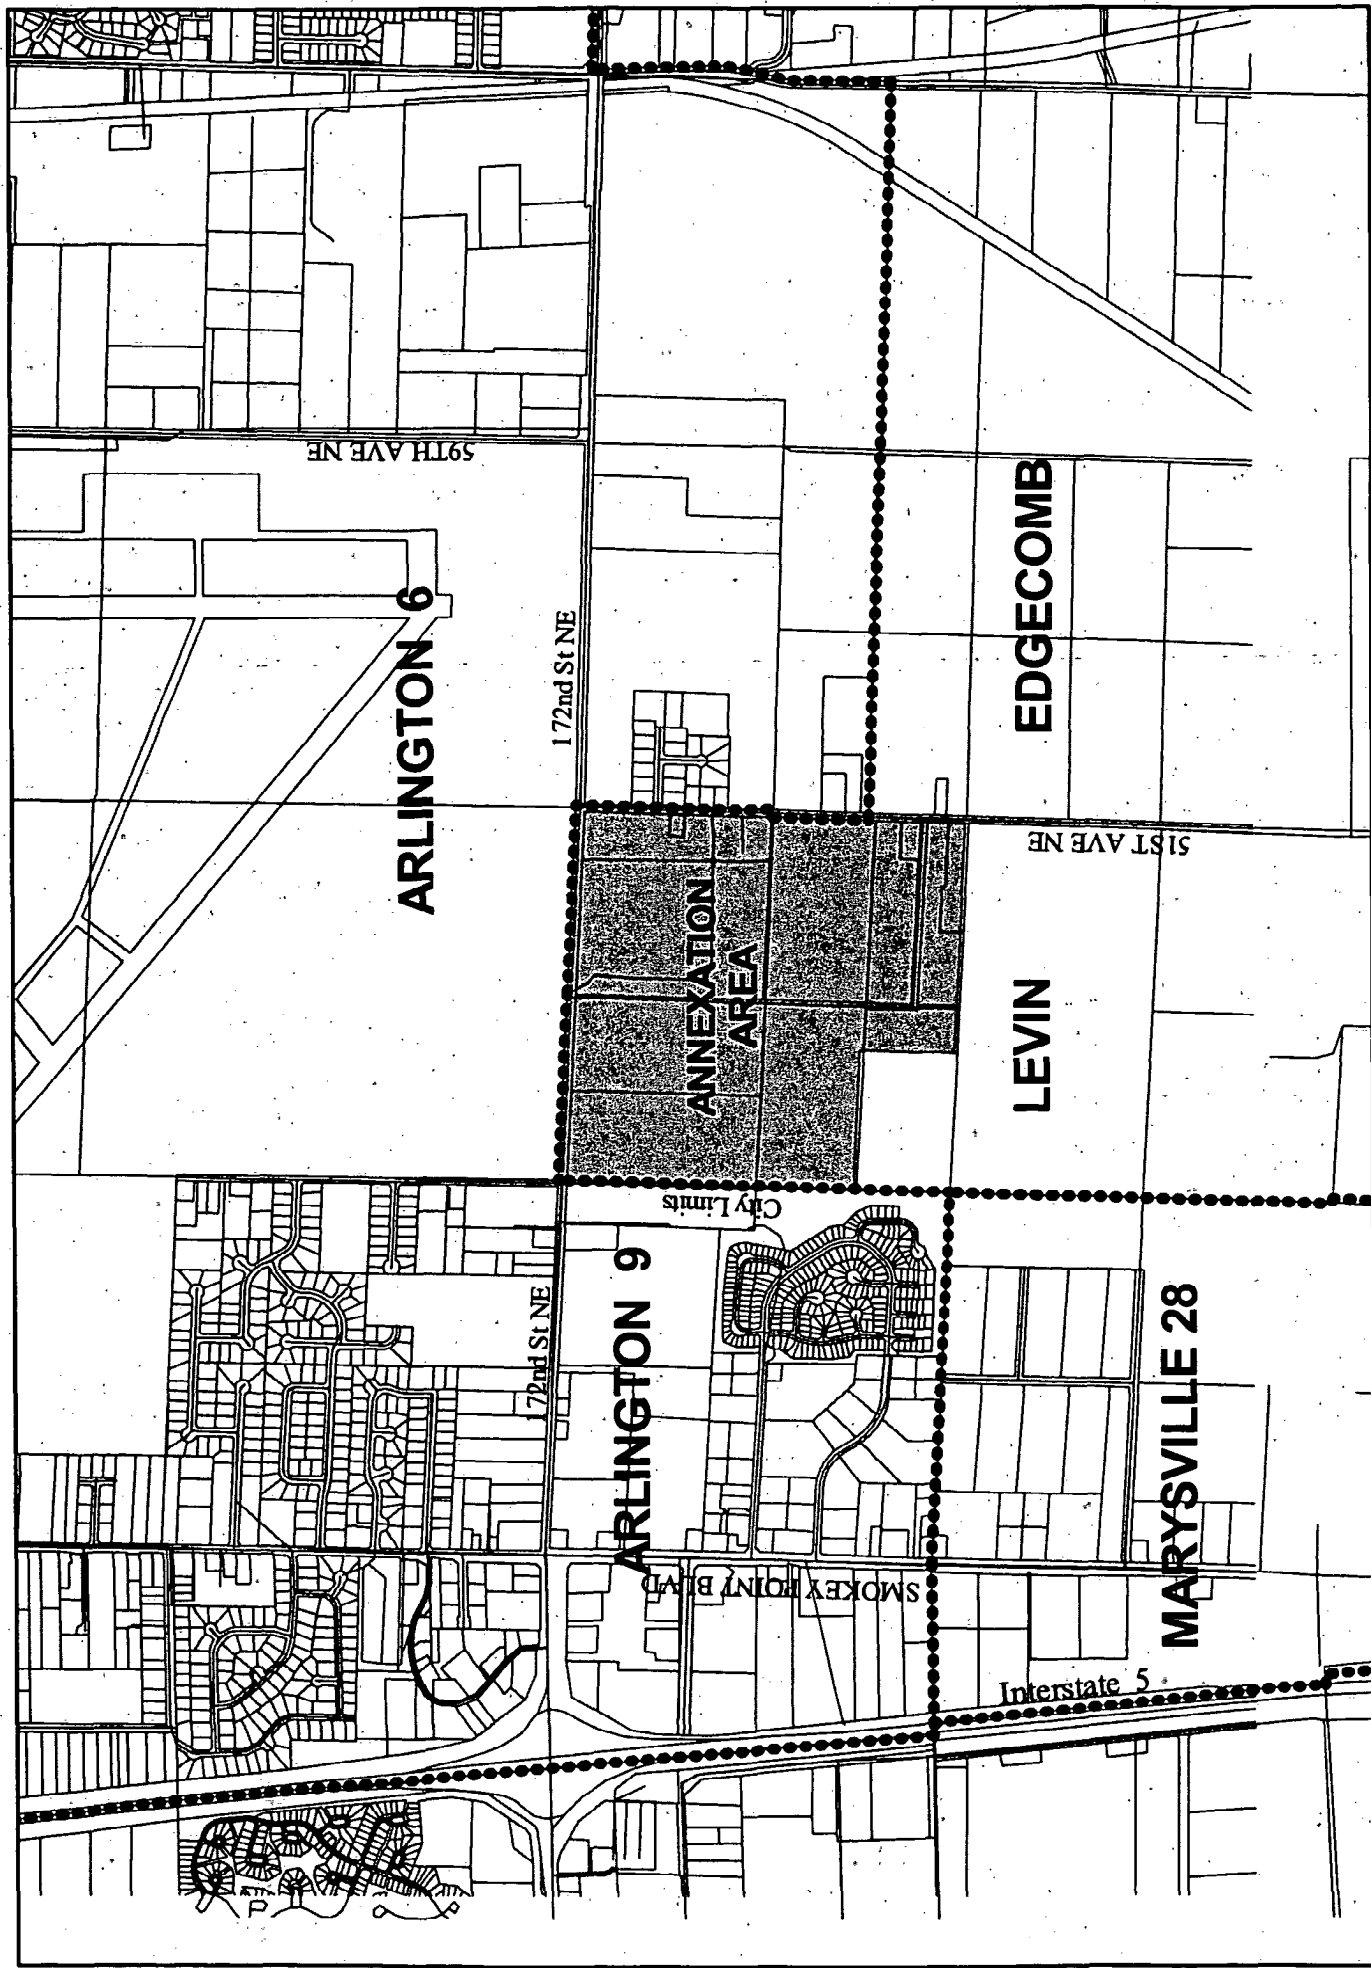 59TH AVE NE
ARLINGTON 6
172nd St NE
EDGECOMB
51ST AVE NE
ANNEXATION
AREA
LEVIN
City Limits
ARLINGTON 9
172nd St NE
SMOKEY POINT BLVD
MARYSVILLE 28
Interstate 5